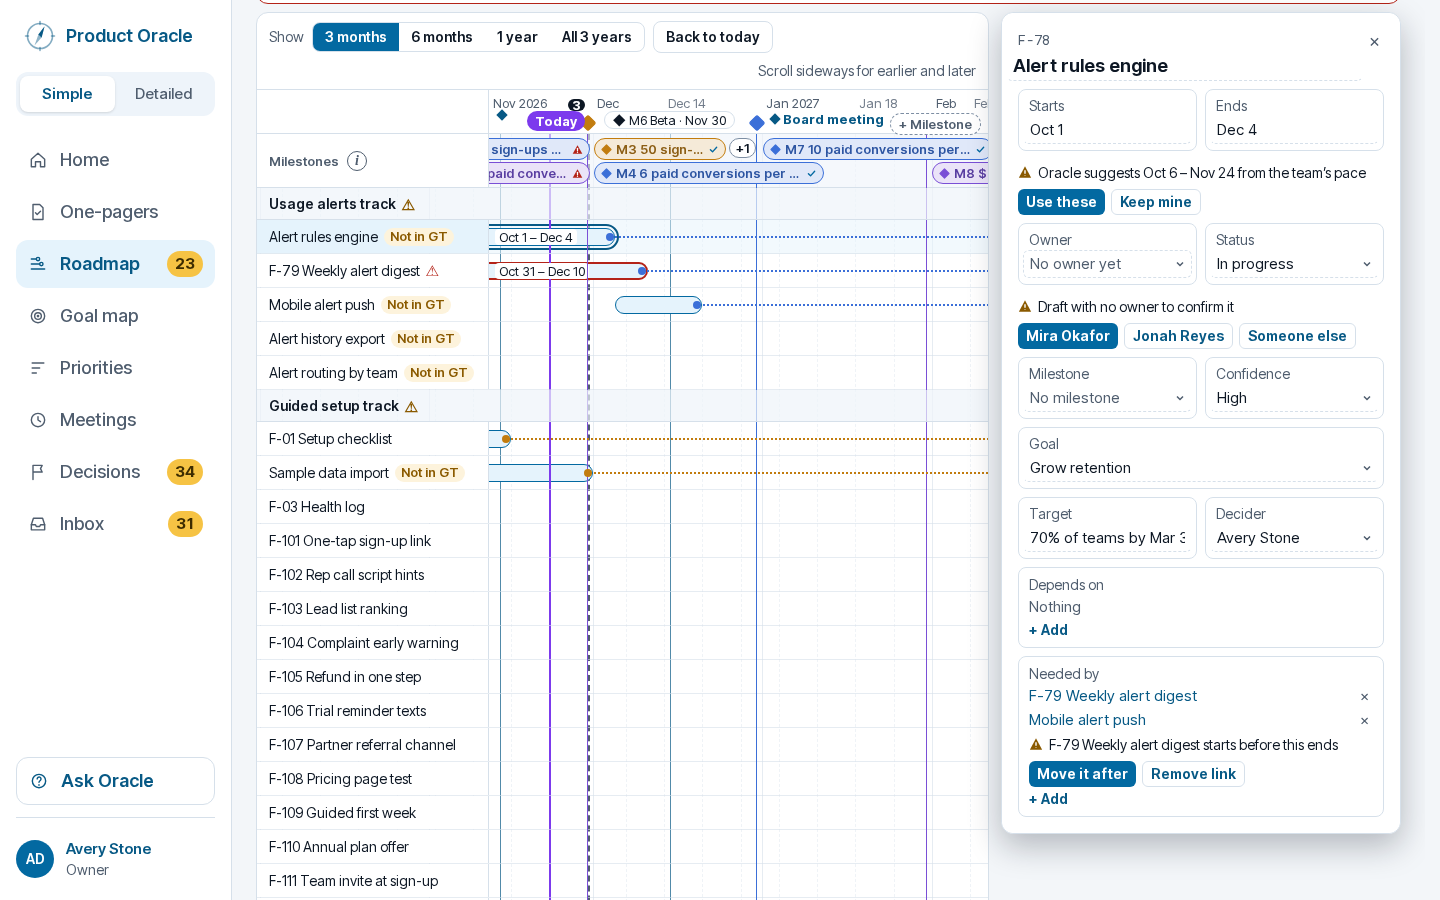 Product Oracle
Simple
Detailed
Home
One-pagers
Roadmap 23
Goal map
Priorities
Meetings
Decisions 34
Inbox 31
Ask Oracle
AD
Avery Stone
Owner
Show
3 months
6 months
1 year
All 3 years
Back to today
Scroll sideways for earlier and later
Nov 2026
3
Dec
Dec 14
Jan 2027
Jan 18
Feb
Today
M6 Beta · Nov 30
Board meeting
+ Milestone
Milestones i
sign-ups ...
M3 50 sign-...
+1
M7 10 paid conversions per...
paid conve...
M4 6 paid conversions per ...
M8 $
Usage alerts track
Alert rules engine Not in GT
Oct 1 – Dec 4
F-79 Weekly alert digest
Oct 31 – Dec 10
Mobile alert push Not in GT
Alert history export Not in GT
Alert routing by team Not in GT
Guided setup track
F-01 Setup checklist
Sample data import Not in GT
F-03 Health log
F-101 One-tap sign-up link
F-102 Rep call script hints
F-103 Lead list ranking
F-104 Complaint early warning
F-105 Refund in one step
F-106 Trial reminder texts
F-107 Partner referral channel
F-108 Pricing page test
F-109 Guided first week
F-110 Annual plan offer
F-111 Team invite at sign-up
F-78
×
Alert rules engine
Starts
Oct 1
Ends
Dec 4
Oracle suggests Oct 6 – Nov 24 from the team's pace
Use these
Keep mine
Owner
No owner yet
Status
In progress
Draft with no owner to confirm it
Mira Okafor
Jonah Reyes
Someone else
Milestone
No milestone
Confidence
High
Goal
Grow retention
Target
70% of teams by Mar
Decider
Avery Stone
Depends on
Nothing
+ Add
Needed by
F-79 Weekly alert digest ×
Mobile alert push ×
F-79 Weekly alert digest starts before this ends
Move it after
Remove link
+ Add